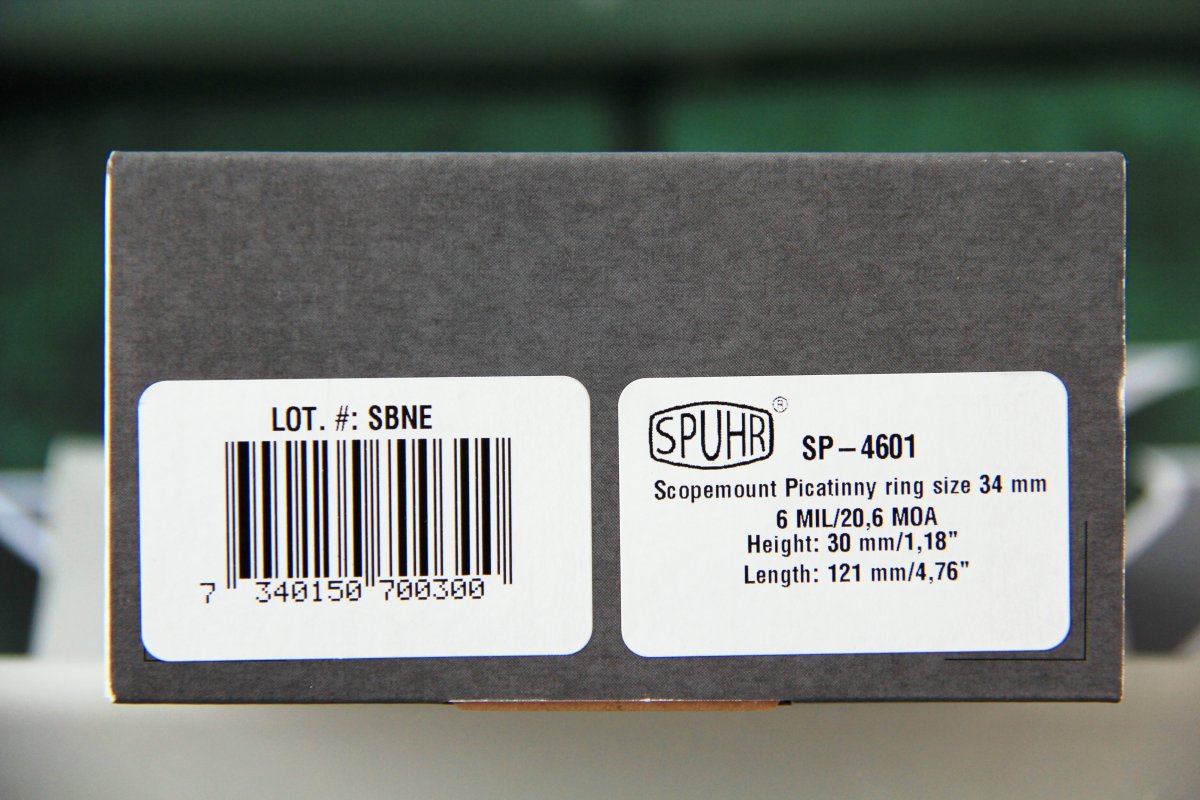 LOT. #: SBNE
7 340150 700300
SPUHR®
SP-4601
Scopemount Picatinny ring size 34 mm
6 MIL/20,6 MOA
Height: 30 mm/1,18"
Length: 121 mm/4,76"